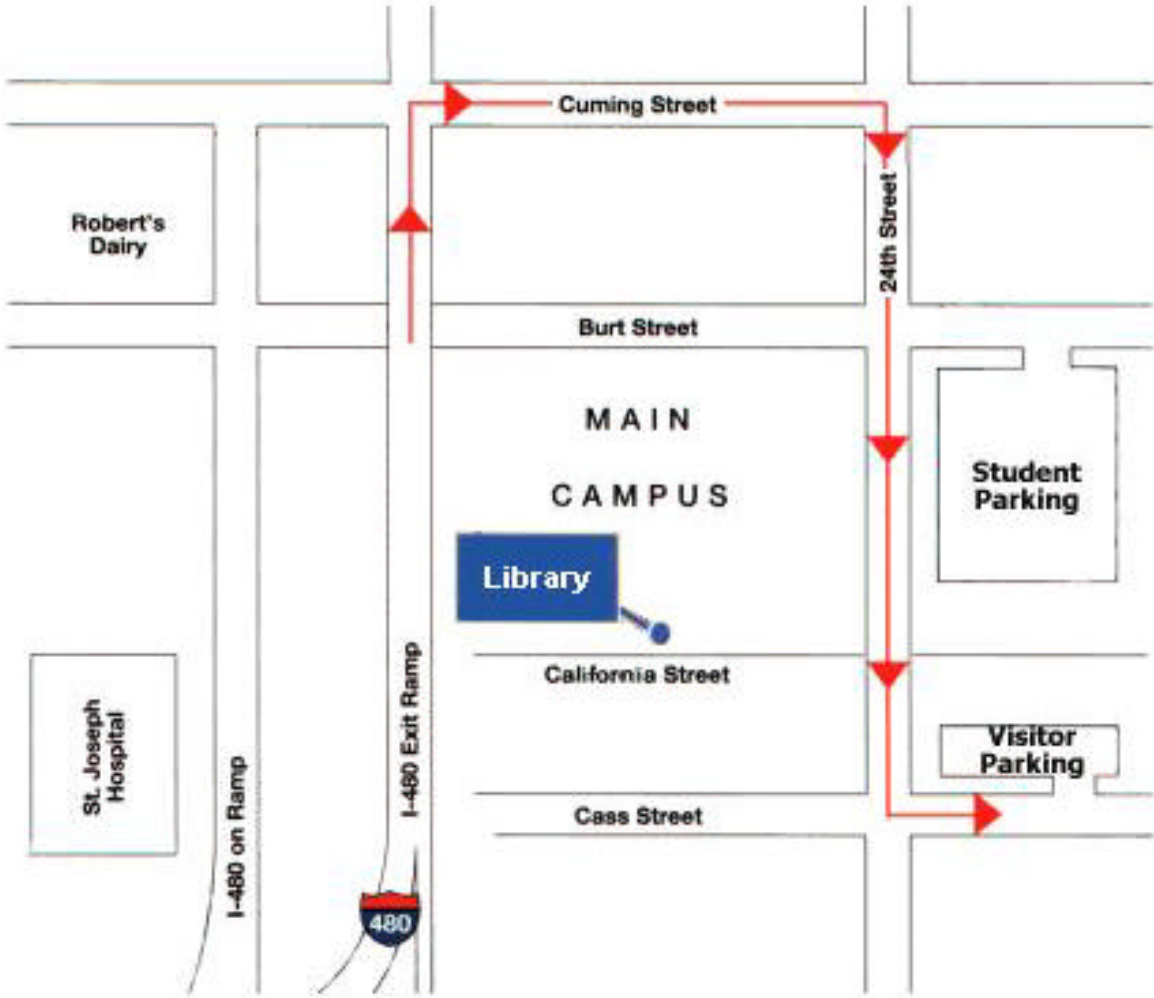 Cuming Street
Robert's
Dairy
24th Street
Burt Street
MAIN
CAMPUS
Student
Parking
Library
California Street
I-480 Exit Ramp
St. Joseph
Hospital
Visitor
Parking
I-480 on Ramp
Cass Street
480